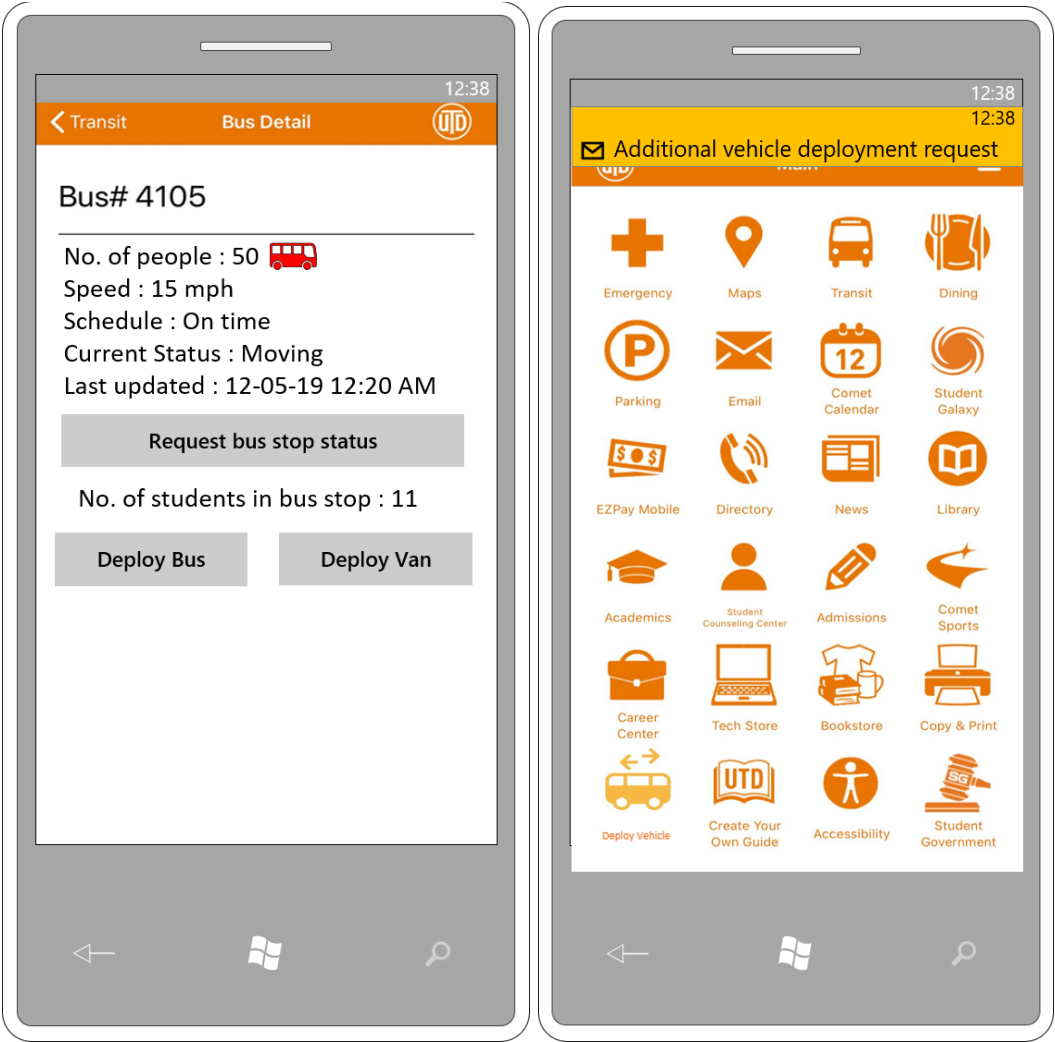 12:38
Transit
Bus Detail
UTD
Bus# 4105
No. of people : 50
Speed : 15 mph
Schedule : On time
Current Status : Moving
Last updated : 12-05-19 12:20 AM
Request bus stop status
No. of students in bus stop : 11
Deploy Bus
Deploy Van
12:38
12:38
Additional vehicle deployment request
Emergency
Maps
Transit
Dining
P
12
Parking
Email
Comet
Calendar
Student
Galaxy
$ $
EZPay Mobile
Directory
News
Library
Academics
Student
Counseling Center
Admissions
Comet
Sports
Career
Center
Tech Store
Bookstore
Copy & Print
UTD
SG
Deploy Vehicle
Create Your
Own Guide
Accessibility
Student
Government